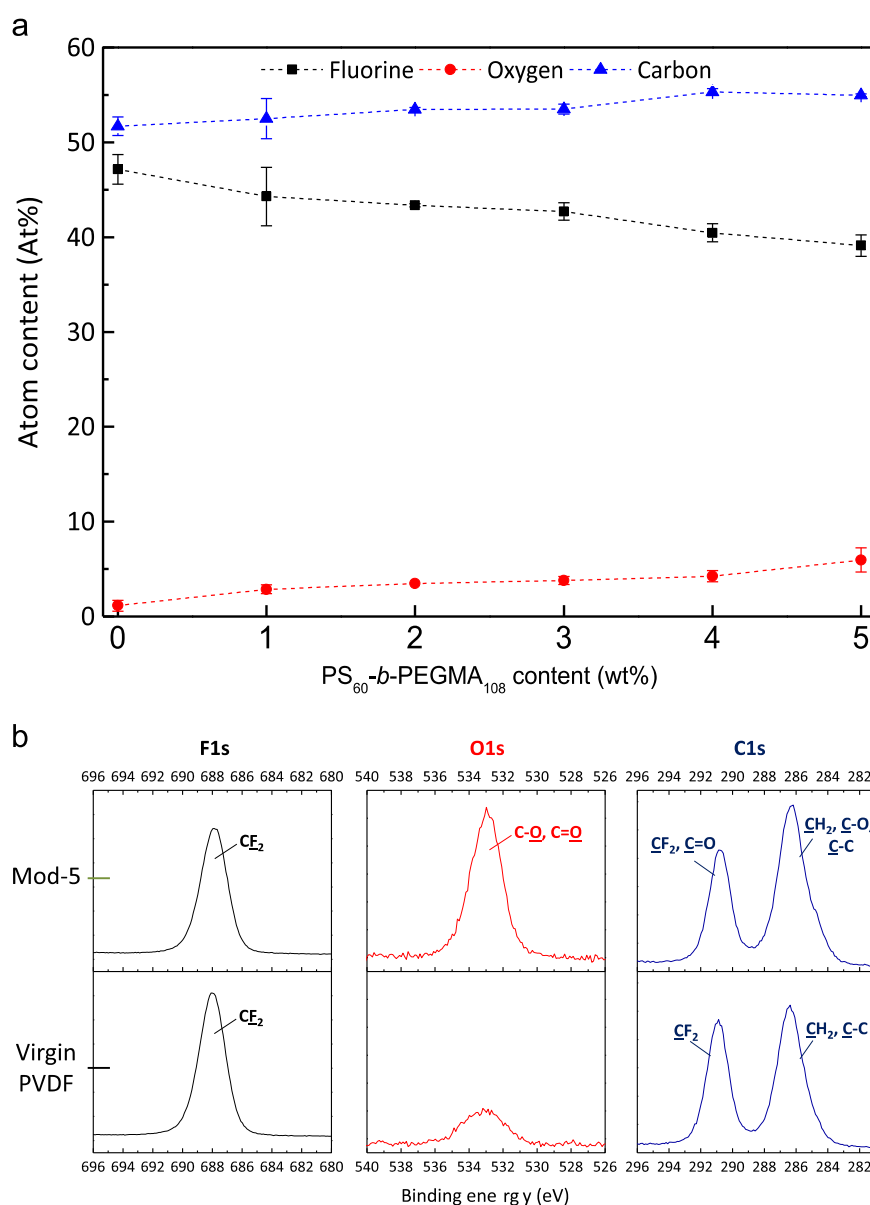 a
60
Fluorine Oxygen Carbon
50
40
30
20
10
0
Atom content (At%)
0 1 2 3 4 5
PS60-b-PEGMA108 content (wt%)
b
F1s O1s C1s
696 694 692 690 688 686 684 682 680 540 538 536 534 532 530 528 526 296 294 292 290 288 286 284 282
Mod-5
CF2
C-O, C=O
CF2, C=O
CH2, C-O,
C-C
Virgin
PVDF
CF2
CF2
CH2, C-C
696 694 692 690 688 686 684 682 680 540 538 536 534 532 530 528 526 296 294 292 290 288 286 284 282
Binding ene rg y (eV)